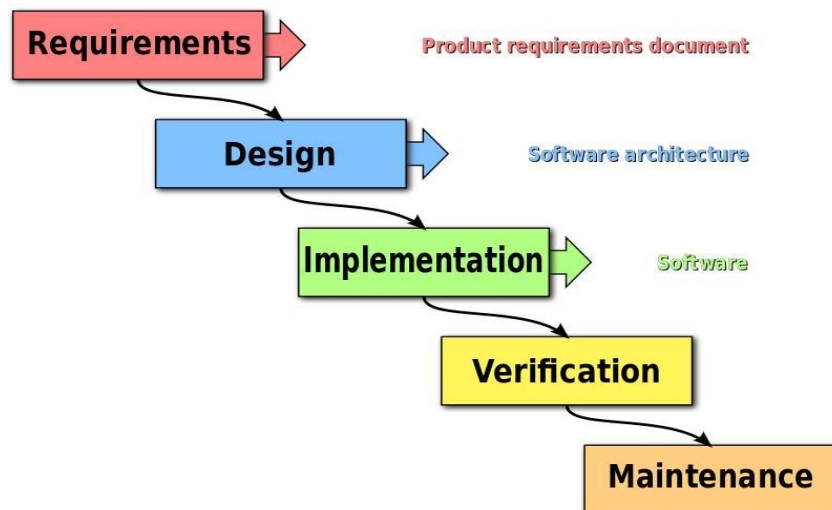 Requirements
Product requirements document
Design
Software architecture
Implementation
Software
Verification
Maintenance